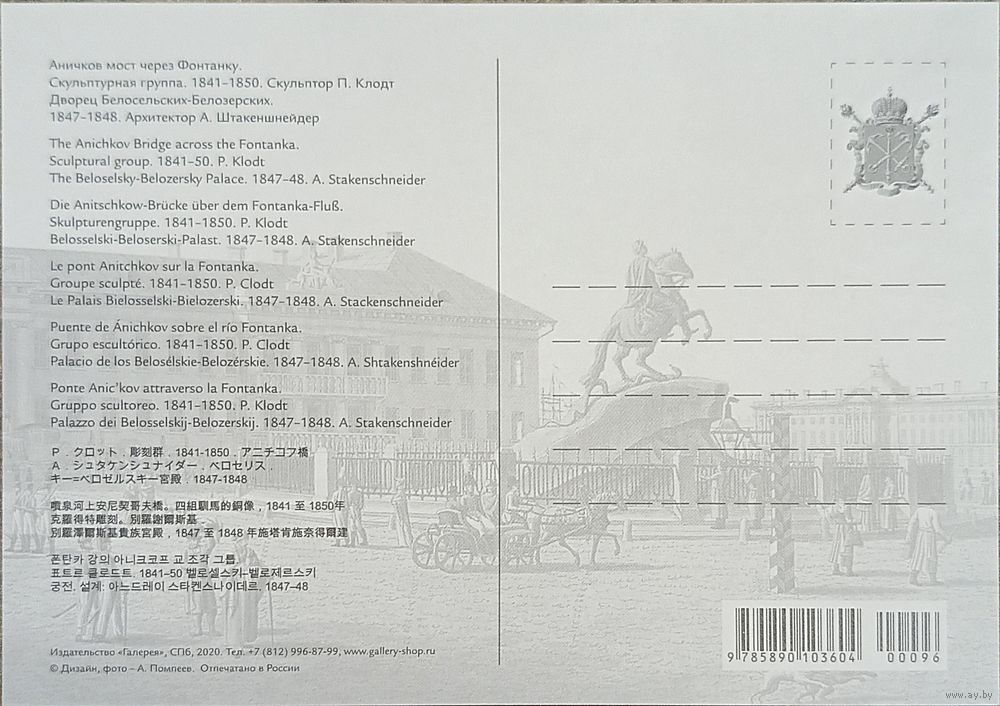 Аничков мост через Фонтанку.
Скульптурная группа. 1841–1850. Скульптор П. Клодт
Дворец Белосельских-Белозерских.
1847–1848. Архитектор А. Штакеншнейдер
The Anichkov Bridge across the Fontanka.
Sculptural group. 1841–50. P. Klodt
The Beloselsky-Belozersky Palace. 1847–48. A. Stakenschneider
Die Anitschkow-Brücke über dem Fontanka-Fluß.
Skulpturengruppe. 1841–1850. P. Klodt
Belosselski-Beloserski-Palast. 1847–1848. A. Stakenschneider
Le pont Anitchkov sur la Fontanka.
Groupe sculpté. 1841–1850. P. Clodt
Le Palais Bielosselski-Bielozerski. 1847–1848. A. Stackenschneider
Puente de Ánichkov sobre el río Fontanka.
Grupo escultórico. 1841–1850. P. Clodt
Palacio de los Belosélskie-Belozérskie. 1847–1848. A. Shtakenshnéider
Ponte Anic'kov attraverso la Fontanka.
Gruppo scultoreo. 1841–1850. P. Klodt
Palazzo dei Belosselskij-Belozerskij. 1847–1848. A. Stakenschneider
P . クロット . 彫刻群 . 1841-1850 . アニチコフ橋
A . シュタケンシュナイダー . ベロセリス .
キー=ベロゼルスキー宮殿 . 1847-1848
噴泉河上安尼契哥夫橋。四組馴馬的銅像，1841 至 1850年
克羅得特雕刻。別羅謝爾斯基 .
別羅澤爾斯基貴族宮殿，1847 至 1848 年施塔肯施奈得爾建
폰탄카 강의 아니크코프 교 조각 그룹.
표트르 클로드트. 1841–50 벨로셀스키–벨로제르스키
궁전. 설계: 아느드레이 스타켄스나이데르. 1847–48
Издательство «Галерея», СПб, 2020. Тел. +7 (812) 996-87-99, www.gallery-shop.ru
© Дизайн, фото – А. Помпеев. Отпечатано в России
9 785890 103604
00096
www.ay.by